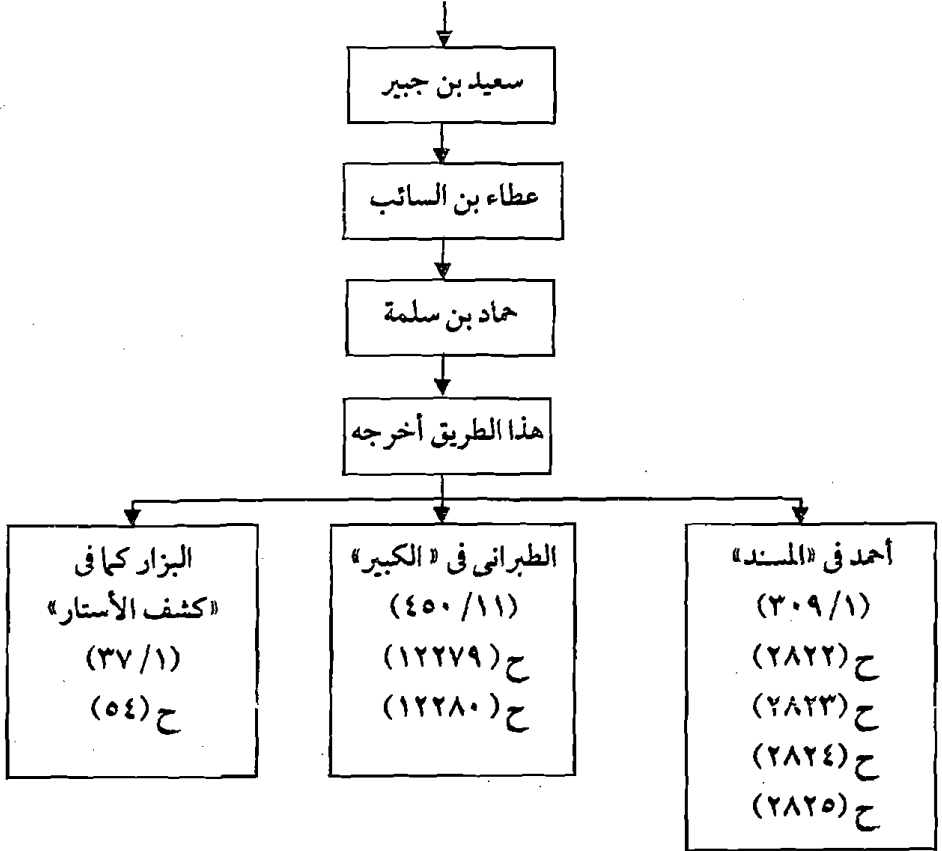 سعيد بن جبير
عطاء بن السائب
حماد بن سلمة
هذا الطريق أخرجه
أحمد فى «المسند»
(٣٠٩/١)
ح (٢٨٢٢)
ح (٢٨٢٣)
ح (٢٨٢٤)
ح (٢٨٢٥)
الطبرانى فى «الكبير»
(٤٥٠/١١)
ح (١٢٢٧٩)
ح (١٢٢٨٠)
البزار كما فى
«كشف الأستار»
(٣٧/١)
ح (٥٤)